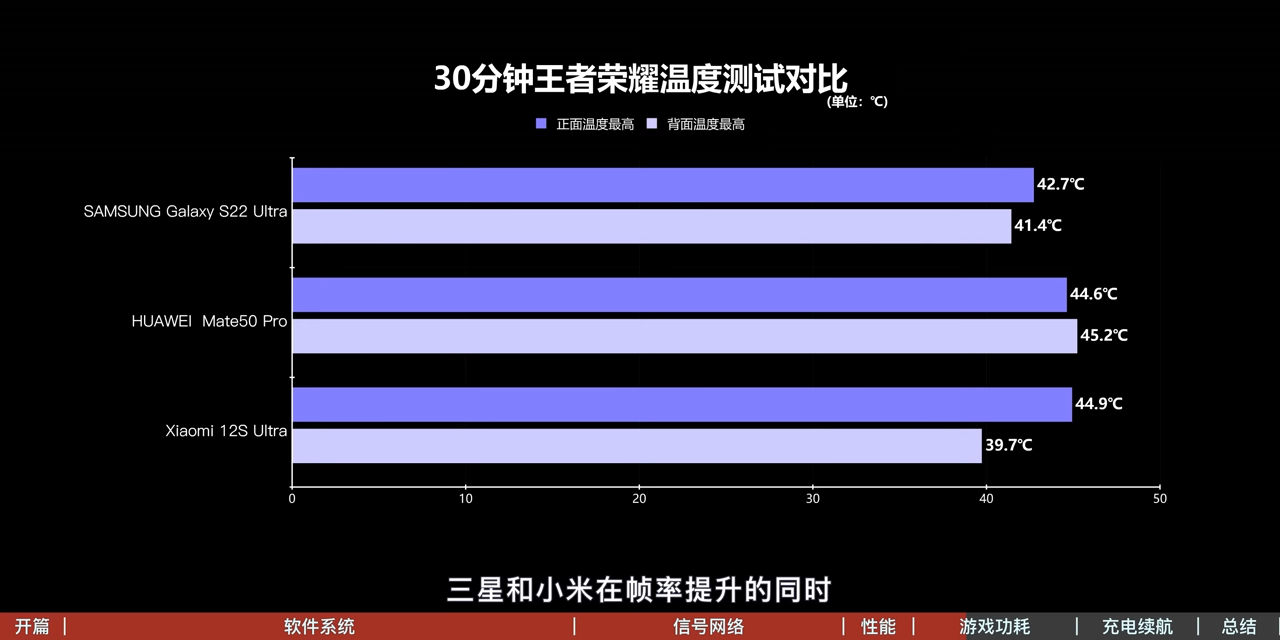 30分钟王者荣耀温度测试对比
(单位：℃)
正面温度最高 背面温度最高
SAMSUNG Galaxy S22 Ultra
42.7℃
41.4℃
HUAWEI Mate50 Pro
44.6℃
45.2℃
Xiaomi 12S Ultra
44.9℃
39.7℃
0 10 20 30 40 50
三星和小米在帧率提升的同时
开篇 | 软件系统 | 信号网络 | 性能 | 游戏功耗 | 充电续航 | 总结